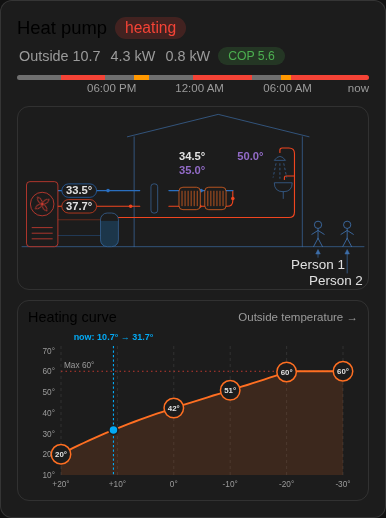 Heat pump heating
Outside 10.7 4.3 kW 0.8 kW COP 5.6
06:00 PM 12:00 AM 06:00 AM now
34.5° 50.0°
35.0°
33.5°
37.7°
Person 1
Person 2
Heating curve Outside temperature →
now: 10.7° → 31.7°
70°
60° Max 60° 60° 60°
50° 51°
40° 42°
30°
20 20°
10°
+20° +10° 0° -10° -20° -30°